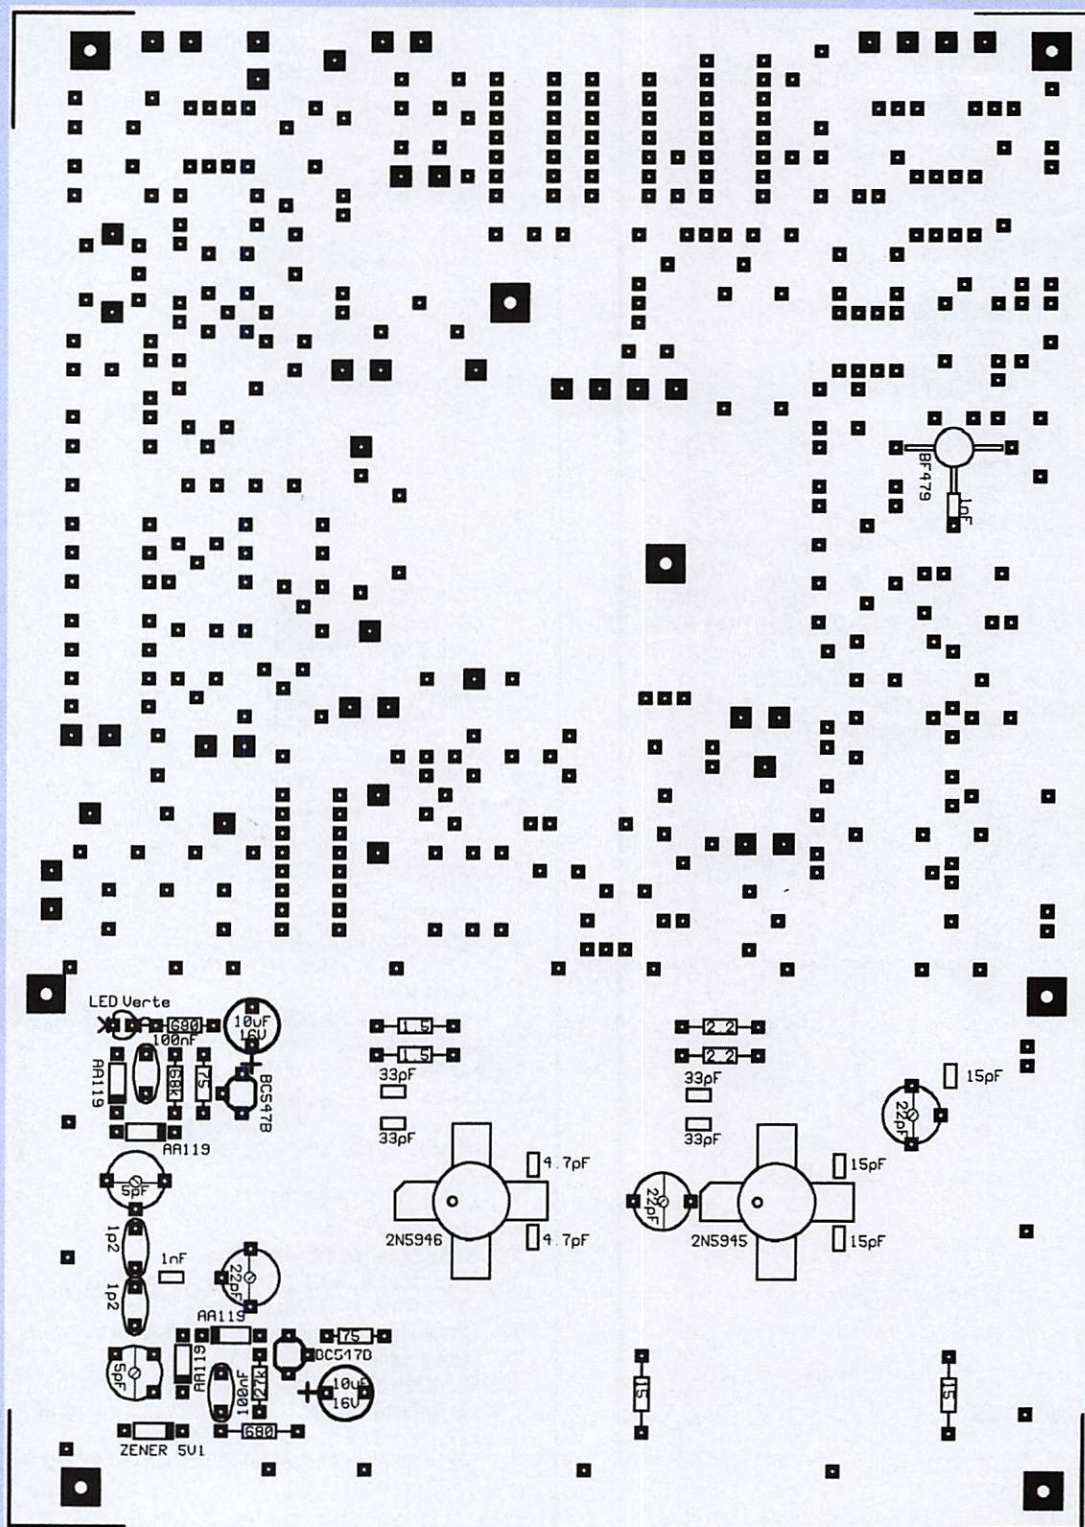 BF479
1nF
LED Verte
690
100nF
10uF
16V
1.5
1.5
2.2
2.2
AA119
68k
75
BC547B
33pF
33pF
33pF
33pF
15pF
22pF
AA119
5pF
4.7pF
4.7pF
2N5946
22pF
2N5945
15pF
15pF
1p2
1p2
1nF
22pF
AA119
BC547B
75
5pF
AA119
100nF
27k
10uF
16V
680
ZENER 5V1
15
15